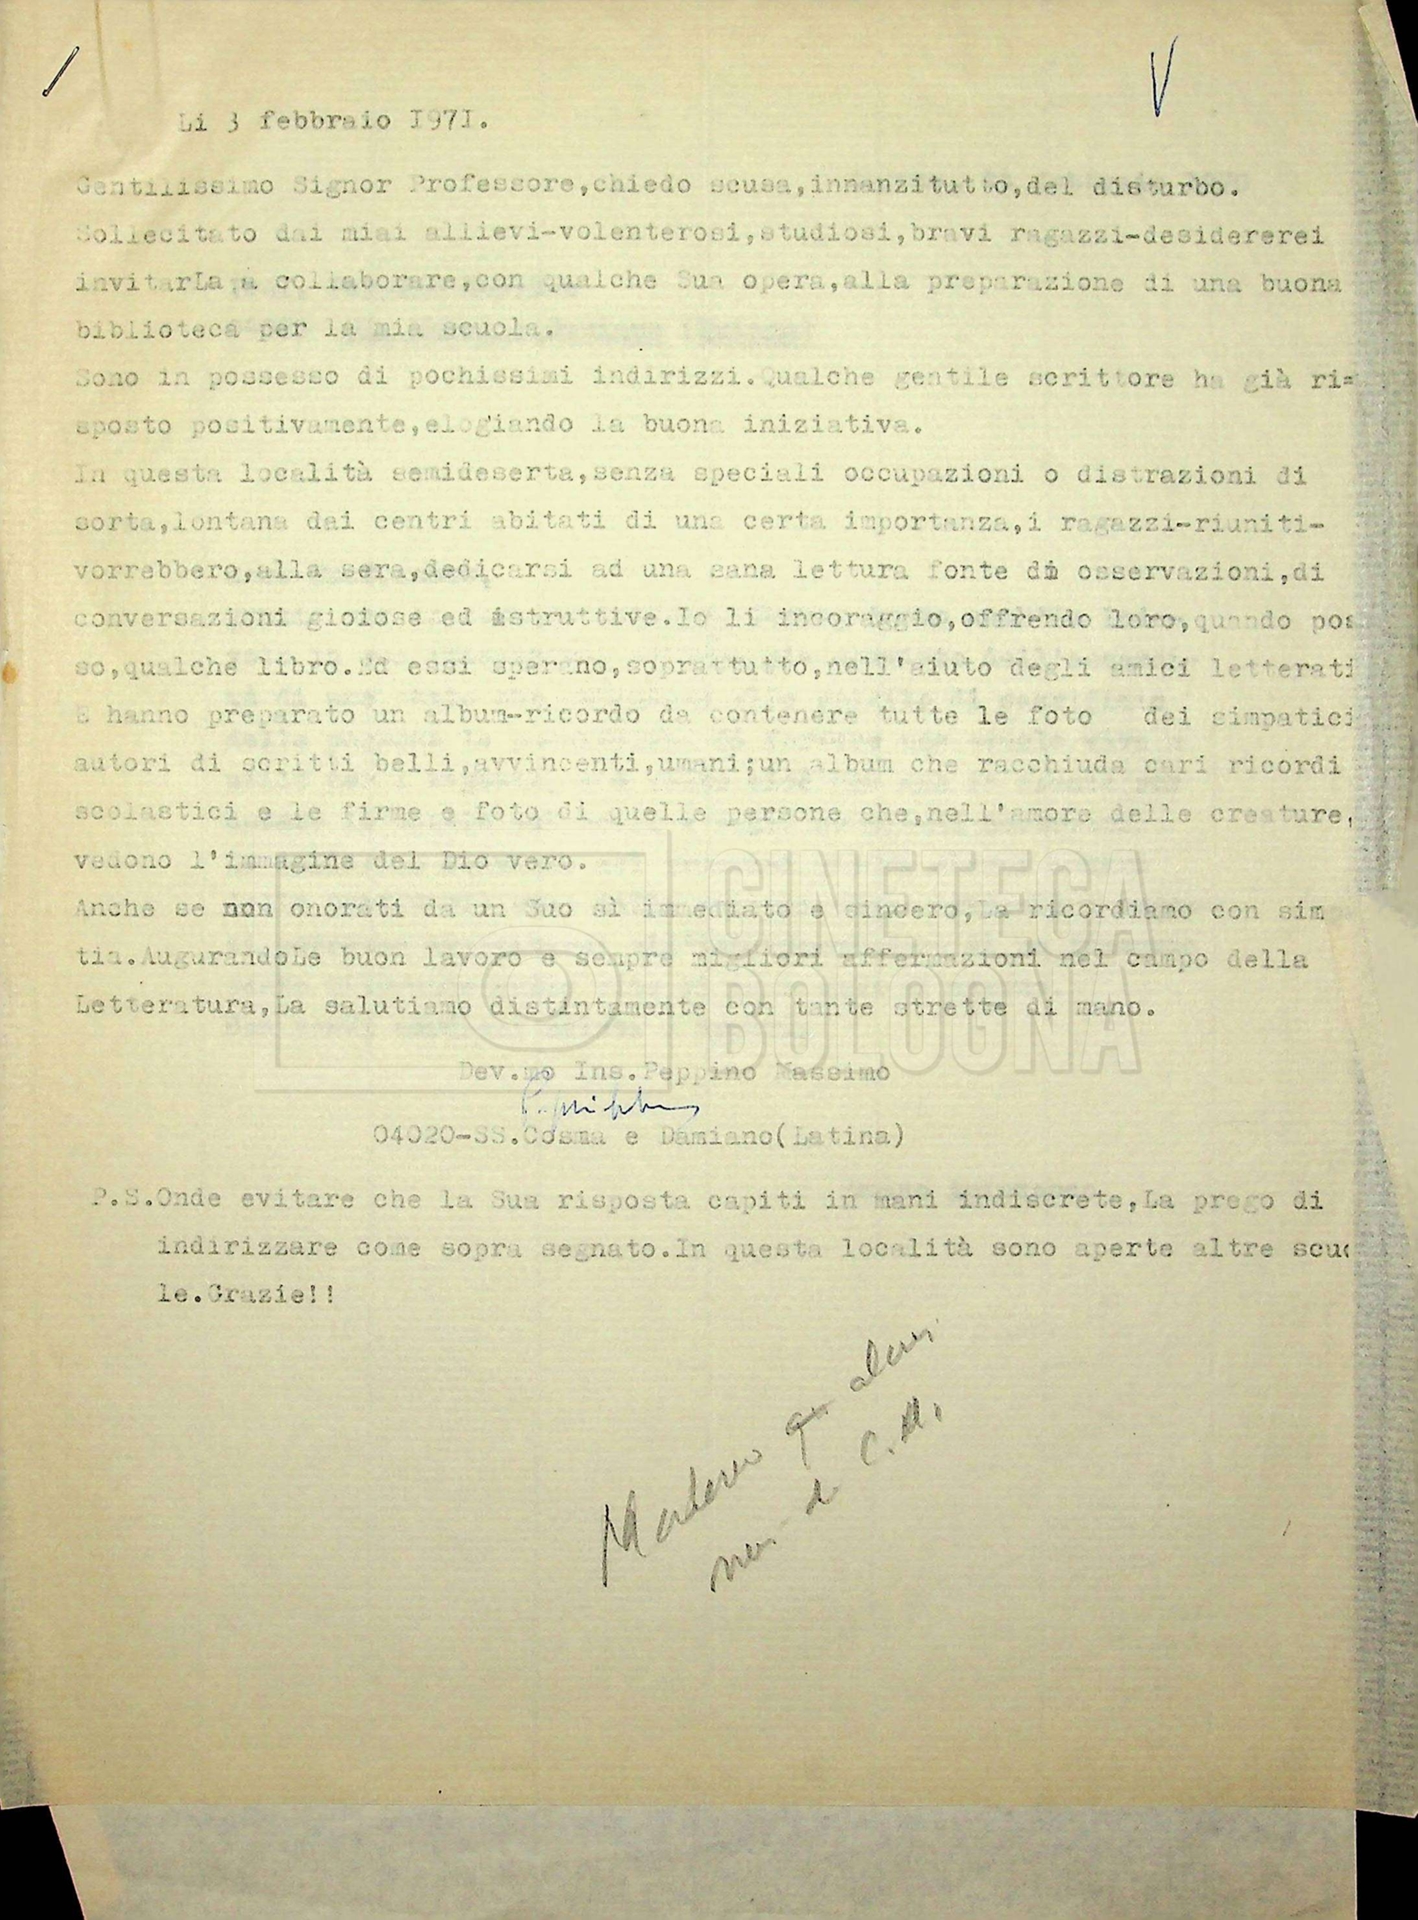 V
Li 3 febbraio I97I.
Gentilissimo Signor Professore,chiedo scusa,innanzitutto,del disturbo.
Sollecitato dai miai allievi-volenterosi,studiosi,bravi ragazzi-desidererei
invitarLa a collaborare,con qualche Sua opera,alla preparazione di una buona
biblioteca per la mia scuola.
Sono in possesso di pochissimi indirizzi.Qualche gentile scrittore ha già ri=
sposto positivamente,elogiando la buona iniziativa.
In questa località semideserta,senza speciali occupazioni o distrazioni di
sorta,lontana dai centri abitati di una certa importanza,i ragazzi-riuniti-
vorrebbero,alla sera,dedicarsi ad una sana lettura fonte di osservazioni,di
conversazioni gioiose ed istruttive.Io li incoraggio,offrendo loro,quando pos
so,qualche libro.Ed essi sperano,soprattutto,nell'aiuto degli amici letterati
E hanno preparato un album-ricordo da contenere tutte le foto dei simpatici
autori di scritti belli,avvincenti,umani;un album che racchiuda cari ricordi
scolastici e le firme e foto di quelle persone che,nell'amore delle creature,
vedono l'immagine del Dio vero.
Anche se non onorati da un Suo sì immediato e sincero,La ricordiamo con sim
tia.AugurandoLe buon lavoro e sempre migliori affermazioni nel campo della
Letteratura,La salutiamo distintamente con tante strette di mano.
CINETECA
BOLOGNA
Dev.mo Ins.Peppino Massimo
04020-SS.Cosma e Damiano(Latina)
P.S.Onde evitare che la Sua risposta capiti in mani indiscrete,La prego di
indirizzare come sopra segnato.In questa località sono aperte altre scuo
le.Grazie!!
C. M.